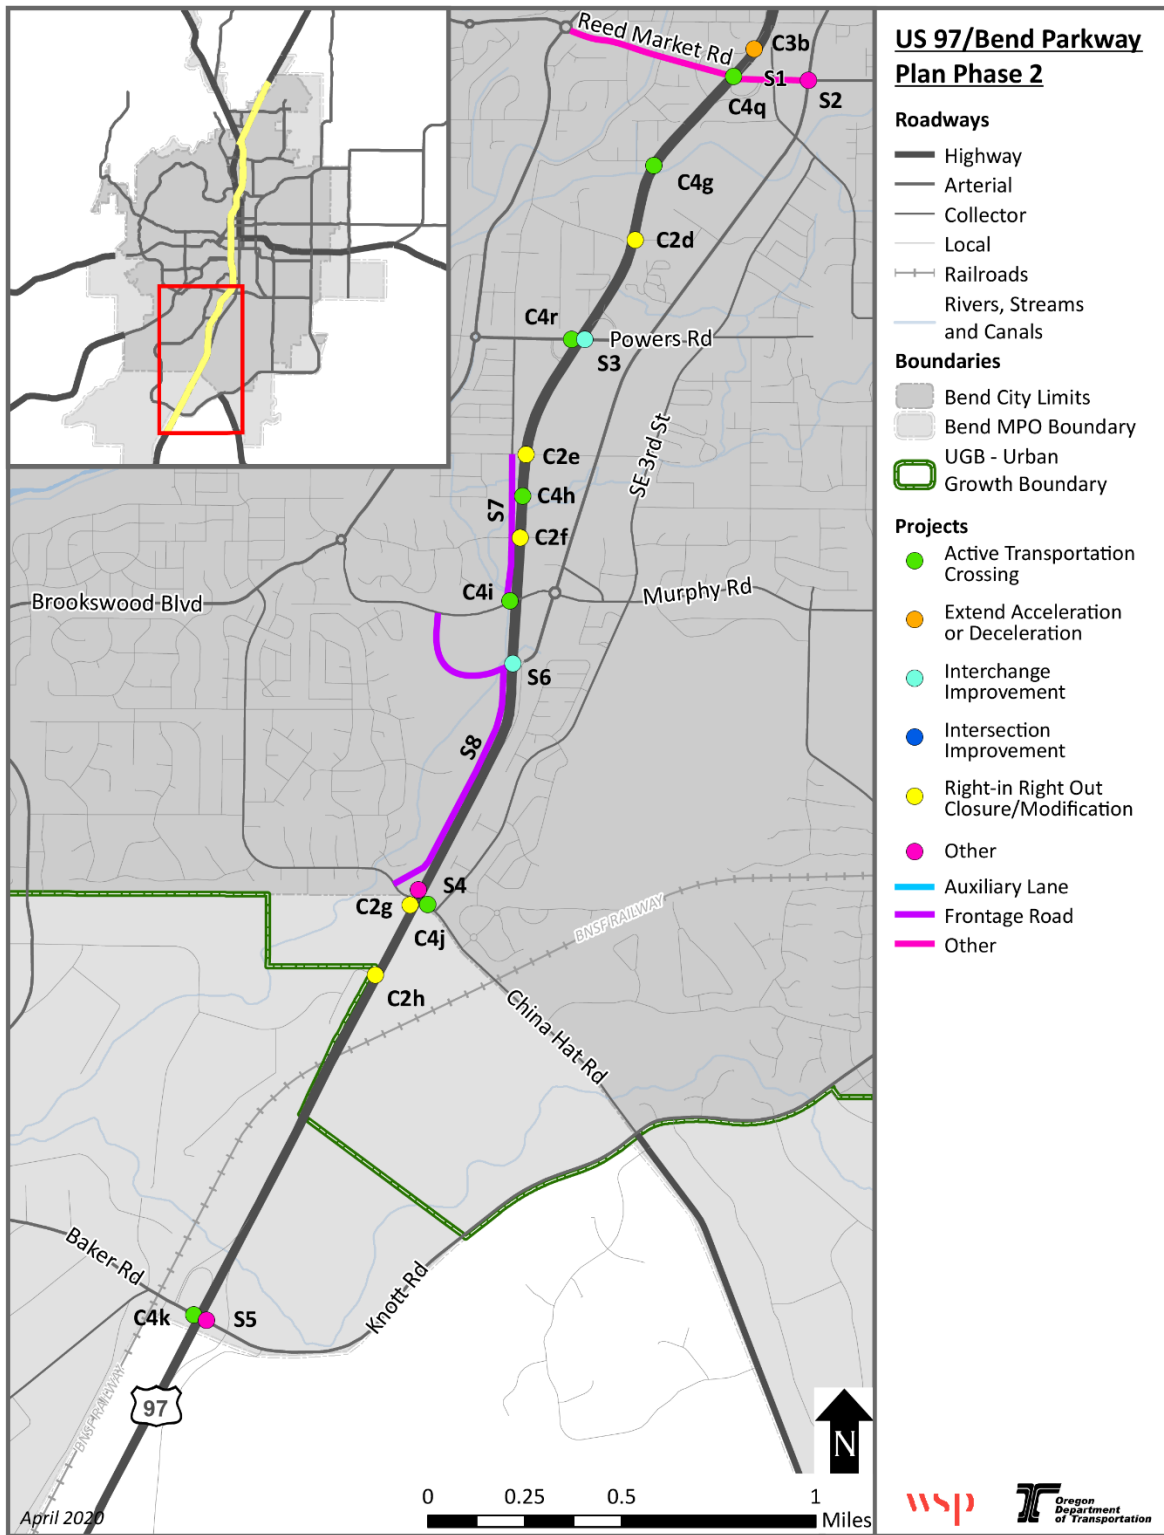 US 97/Bend Parkway
Plan Phase 2
Roadways
Highway
Arterial
Collector
Local
Railroads
Rivers, Streams
and Canals
Boundaries
Bend City Limits
Bend MPO Boundary
UGB - Urban
Growth Boundary
Projects
Active Transportation
Crossing
Extend Acceleration
or Deceleration
Interchange
Improvement
Intersection
Improvement
Right-in Right Out
Closure/Modification
Other
Auxiliary Lane
Frontage Road
Other
Reed Market Rd
C3b
S1
S2
C4q
C4g
C2d
C4r
Powers Rd
S3
SE 3rd St
C2e
C4h
S7
C2f
C4i
Brookswood Blvd
Murphy Rd
S6
S8
S4
C2g
C4j
BNSF RAILWAY
C2h
China Hat Rd
Baker Rd
Knott Rd
C4k
S5
BNSF RAILWAY
97
N
0 0.25 0.5 1
Miles
April 2020
wsp
Oregon
Department
of Transportation